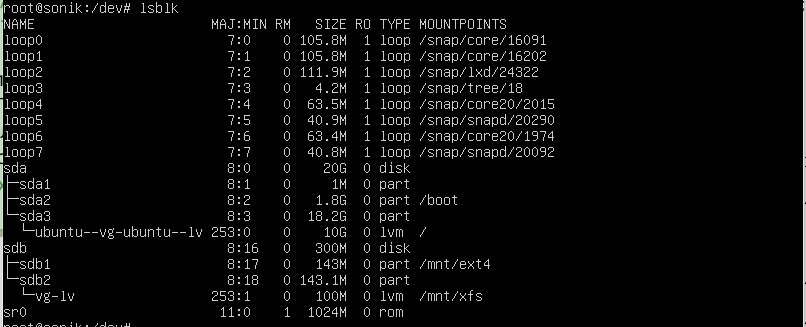 root@sonik:/dev# lsblk
NAME                      MAJ:MIN RM   SIZE RO TYPE MOUNTPOINTS
loop0                       7:0    0 105.8M  1 loop /snap/core/16091
loop1                       7:1    0 105.8M  1 loop /snap/core/16202
loop2                       7:2    0 111.9M  1 loop /snap/lxd/24322
loop3                       7:3    0   4.2M  1 loop /snap/tree/18
loop4                       7:4    0  63.5M  1 loop /snap/core20/2015
loop5                       7:5    0  40.9M  1 loop /snap/snapd/20290
loop6                       7:6    0  63.4M  1 loop /snap/core20/1974
loop7                       7:7    0  40.8M  1 loop /snap/snapd/20092
sda                         8:0    0    20G  0 disk
├─sda1                      8:1    0     1M  0 part
├─sda2                      8:2    0   1.8G  0 part /boot
└─sda3                      8:3    0  18.2G  0 part
  └─ubuntu--vg-ubuntu--lv 253:0    0    10G  0 lvm  /
sdb                         8:16   0   300M  0 disk
├─sdb1                      8:17   0   143M  0 part /mnt/ext4
└─sdb2                      8:18   0 143.1M  0 part
  └─vg-lv                 253:1    0   100M  0 lvm  /mnt/xfs
sr0                        11:0    1  1024M  0 rom
root@sonik:/dev#